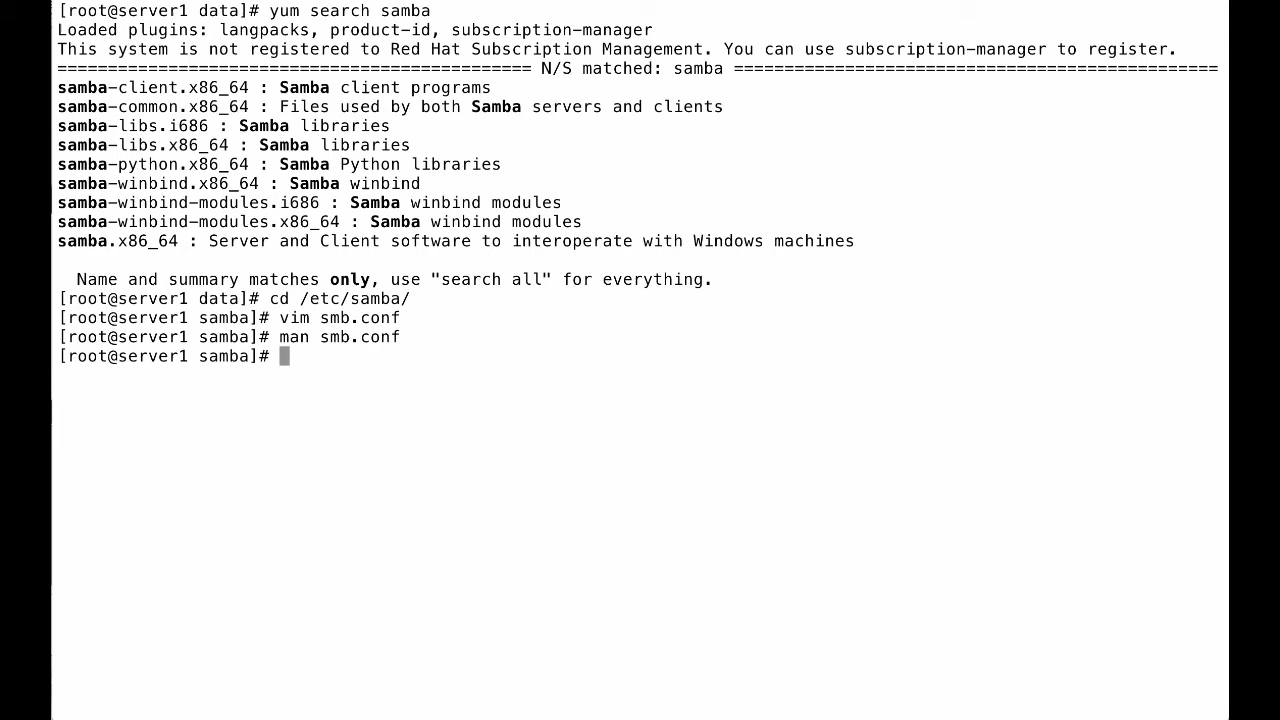 [root@server1 data]# yum search samba
Loaded plugins: langpacks, product-id, subscription-manager
This system is not registered to Red Hat Subscription Management. You can use subscription-manager to register.
============================================== N/S matched: samba ===============================================
samba-client.x86_64 : Samba client programs
samba-common.x86_64 : Files used by both Samba servers and clients
samba-libs.i686 : Samba libraries
samba-libs.x86_64 : Samba libraries
samba-python.x86_64 : Samba Python libraries
samba-winbind.x86_64 : Samba winbind
samba-winbind-modules.i686 : Samba winbind modules
samba-winbind-modules.x86_64 : Samba winbind modules
samba.x86_64 : Server and Client software to interoperate with Windows machines
Name and summary matches only, use "search all" for everything.
[root@server1 data]# cd /etc/samba/
[root@server1 samba]# vim smb.conf
[root@server1 samba]# man smb.conf
[root@server1 samba]#